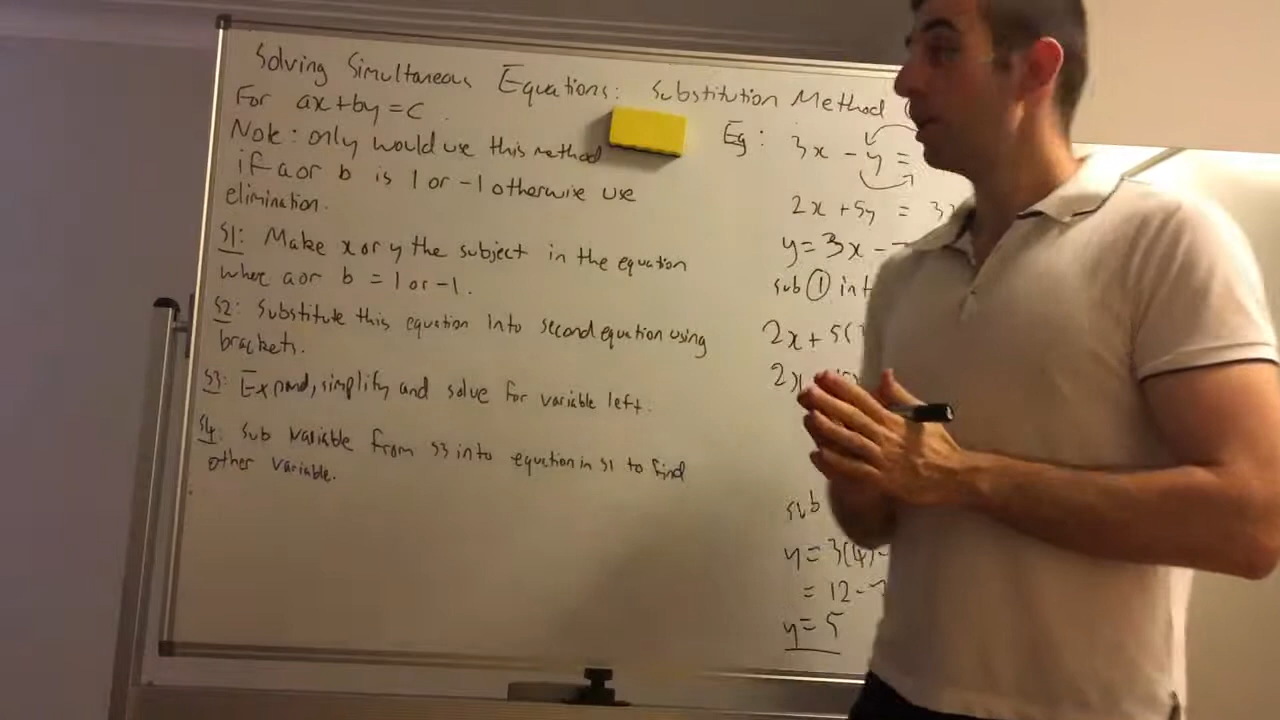 Solving Simultaneous Equations: Substitution Method
For ax+by=c.
Note: only would use this method
if a or b is 1 or -1 otherwise use
elimination.
S1: Make x or y the subject in the equation
where a or b = 1 or -1.
S2: Substitute this equation into second equation using
brackets.
S3: Expand, simplify and solve for variable left.
S4: Sub variable from S3 into equation in S1 to find
other variable.
Eg: 3x - y =
2x + 5y = 3
y = 3x -
sub ① int
2x + 5(
2x
sub
y = 3(4) -
= 12 -
y = 5